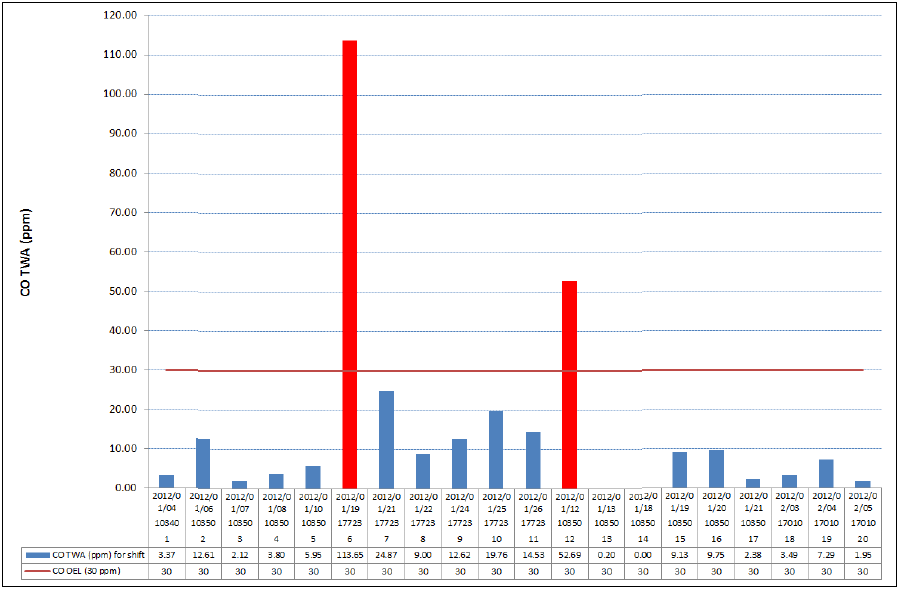 120.00
110.00
100.00
90.00
80.00
70.00
60.00
50.00
40.00
30.00
20.00
10.00
0.00
CO TWA (ppm)
2012/0 2012/0 2012/0 2012/0 2012/0 2012/0 2012/0 2012/0 2012/0 2012/0 2012/0 2012/0 2012/0 2012/0 2012/0 2012/0 2012/0 2012/0 2012/0 2012/0
1/04 1/06 1/07 1/08 1/10 1/19 1/21 1/22 1/24 1/25 1/26 1/12 1/13 1/18 1/19 1/20 1/21 2/03 2/04 2/05
10340 10350 10350 10350 10350 17723 17723 17723 17723 17723 17723 10350 10350 10350 10350 10350 10350 17010 17010 17010
1 2 3 4 5 6 7 8 9 10 11 12 13 14 15 16 17 18 19 20
CO TWA (ppm) for shift 3.37 12.61 2.12 3.80 5.95 113.65 24.87 9.00 12.62 19.76 14.53 52.69 0.20 0.00 9.13 9.75 2.38 3.49 7.29 1.95
CO OEL (30 ppm) 30 30 30 30 30 30 30 30 30 30 30 30 30 30 30 30 30 30 30 30